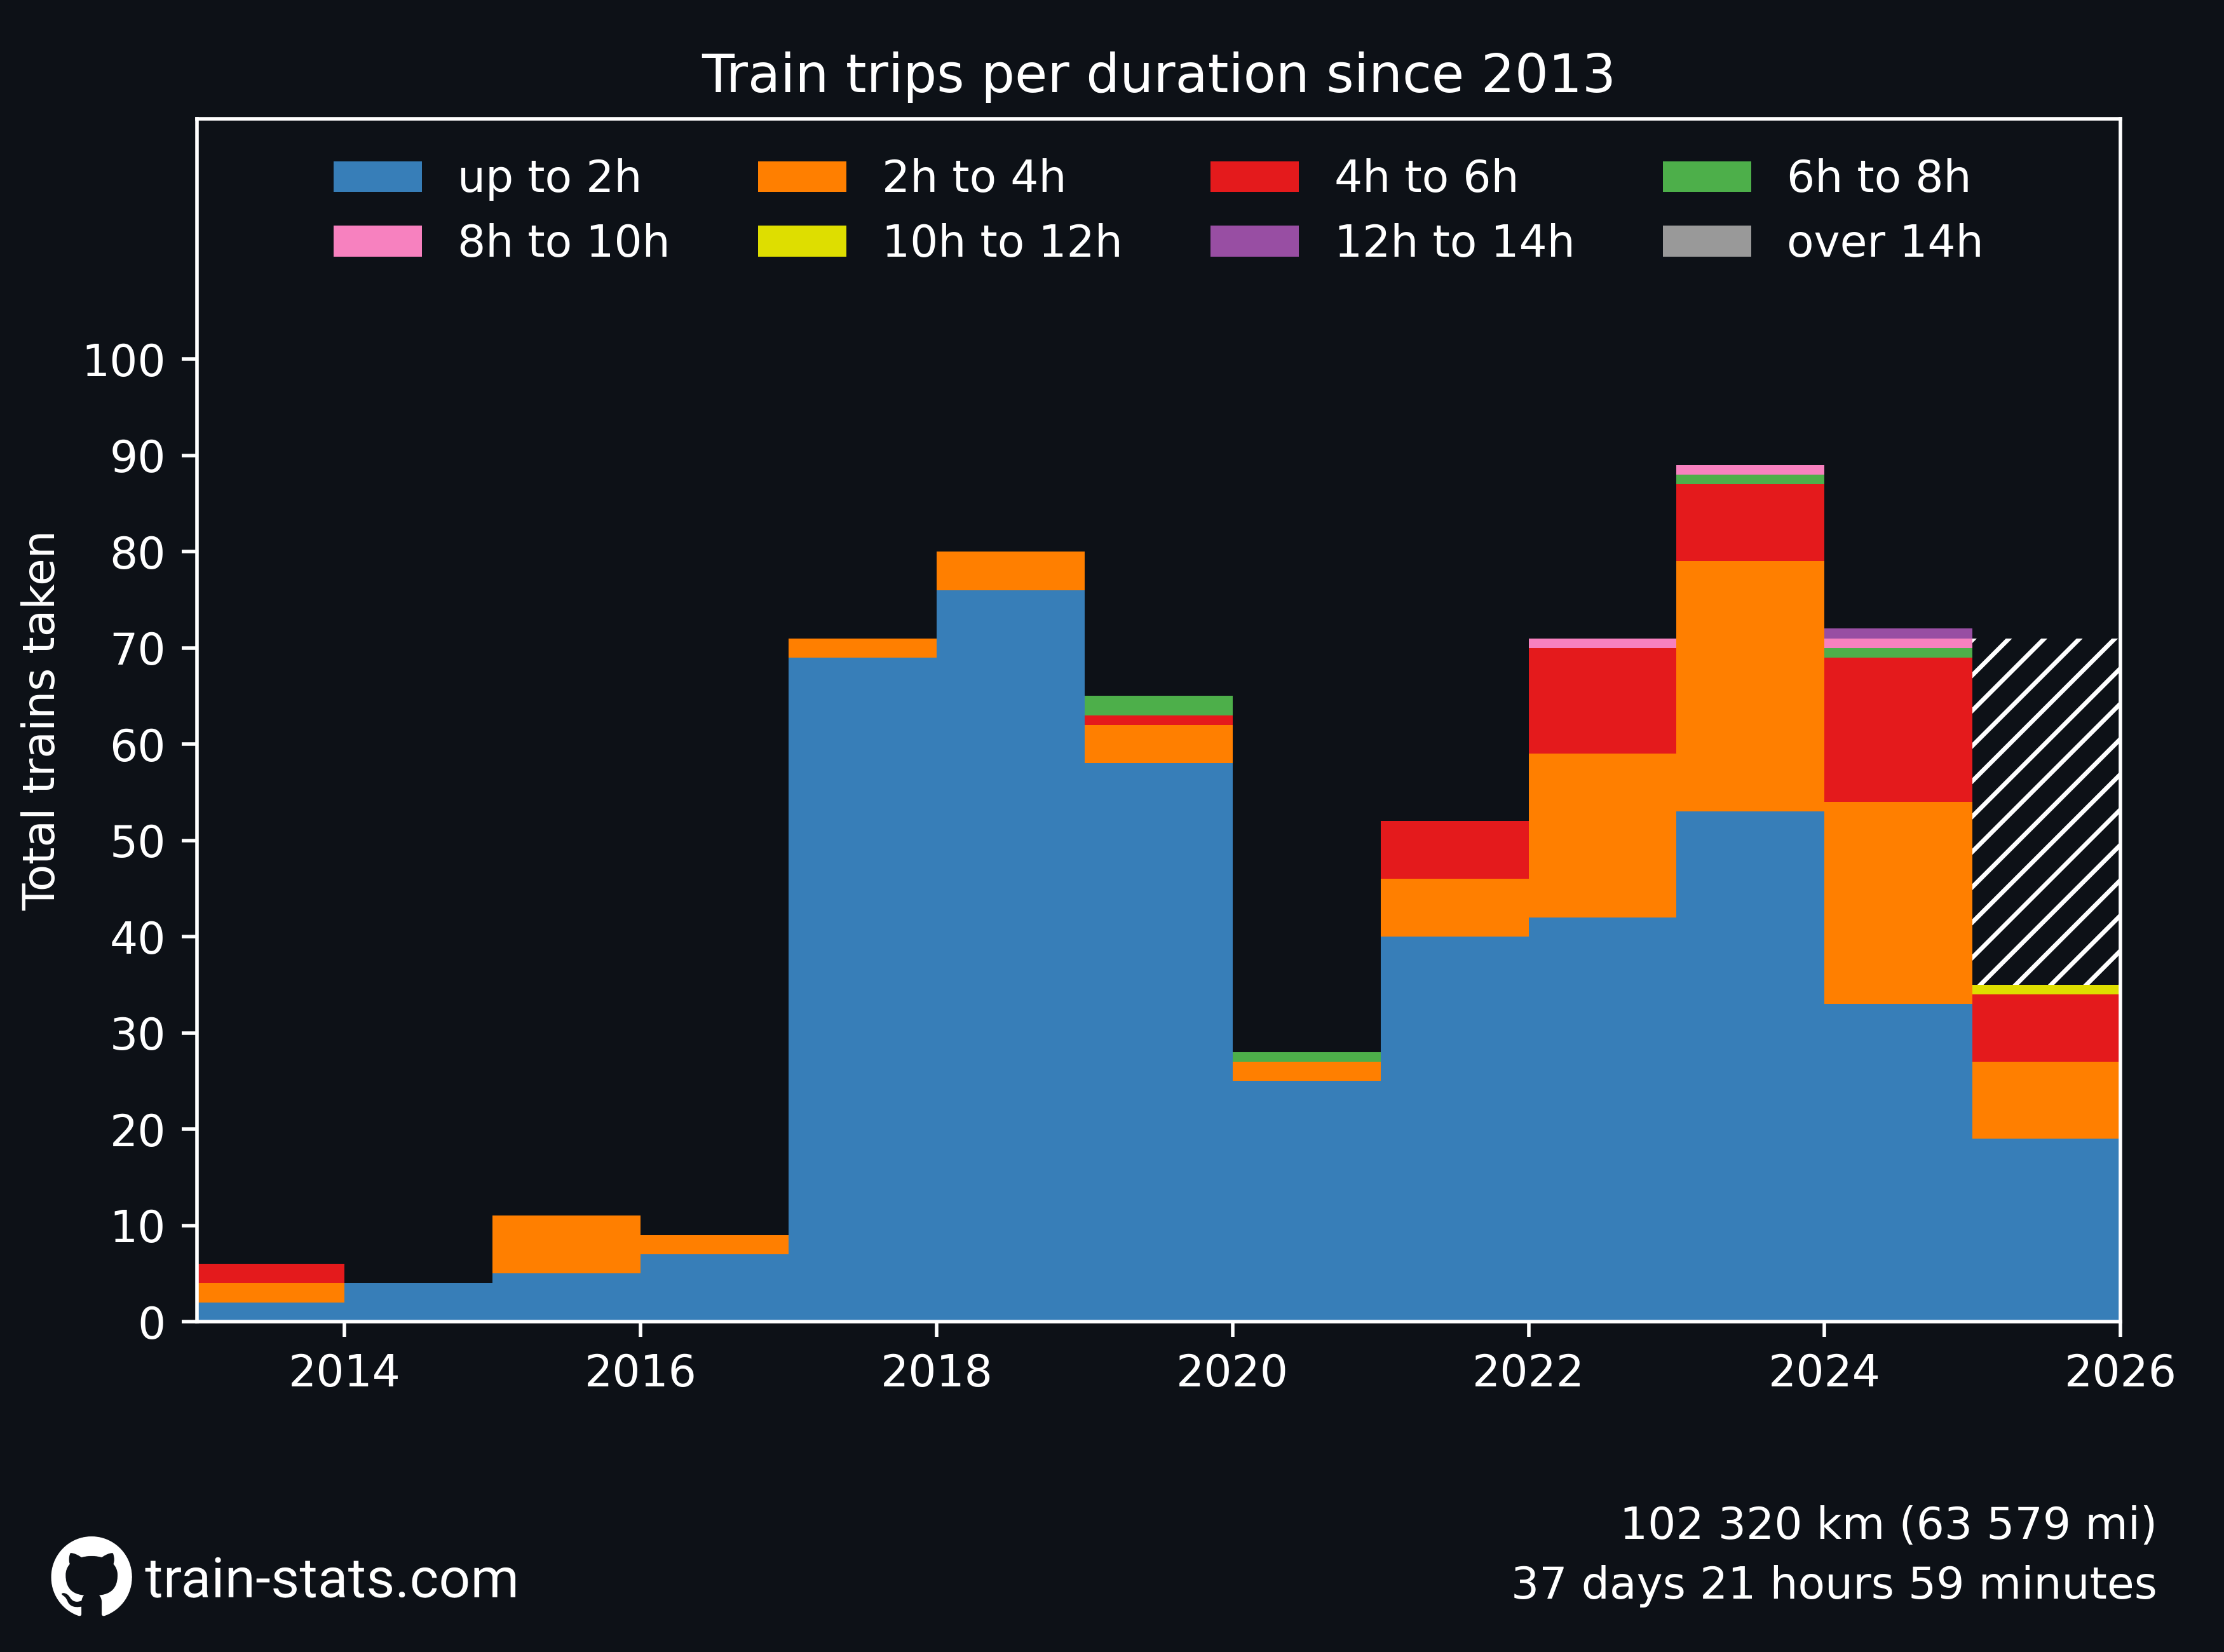 Train trips per duration since 2013
up to 2h 2h to 4h 4h to 6h 6h to 8h
8h to 10h 10h to 12h 12h to 14h over 14h
Total trains taken
100
90
80
70
60
50
40
30
20
10
0
2014 2016 2018 2020 2022 2024 2026
102 320 km (63 579 mi)
train-stats.com
37 days 21 hours 59 minutes